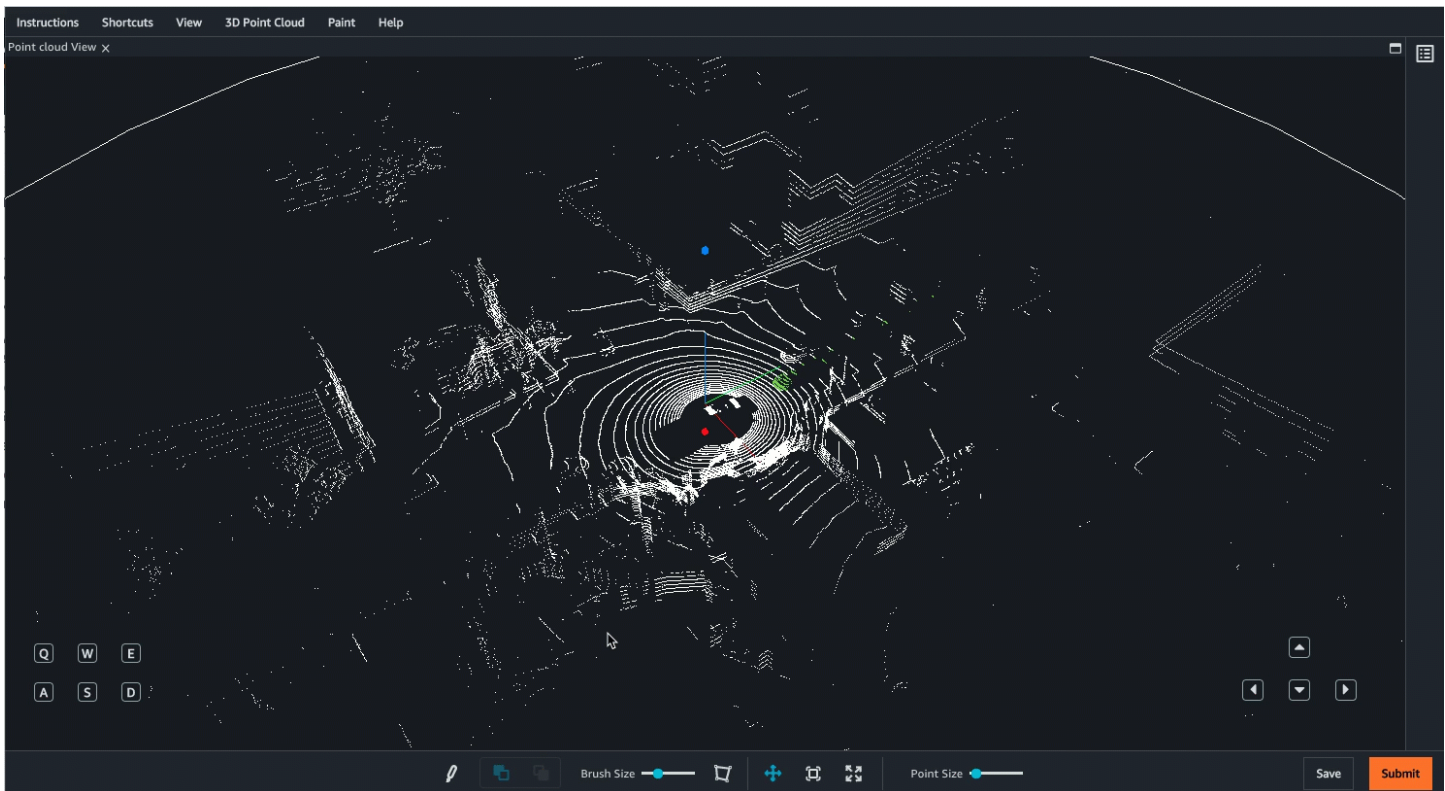 Instructions Shortcuts View 3D Point Cloud Paint Help
Point cloud View x
Q W E
A S D
Brush Size Point Size Save Submit